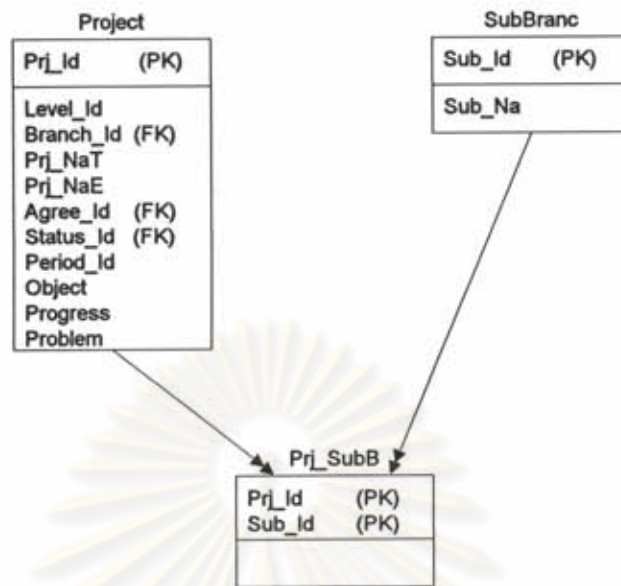 Project
Prj_Id (PK)
Level_Id
Branch_Id (FK)
Prj_NaT
Prj_NaE
Agree_Id (FK)
Status_Id (FK)
Period_Id
Object
Progress
Problem
SubBranc
Sub_Id (PK)
Sub_Na
Prj_SubB
Prj_Id (PK)
Sub_Id (PK)